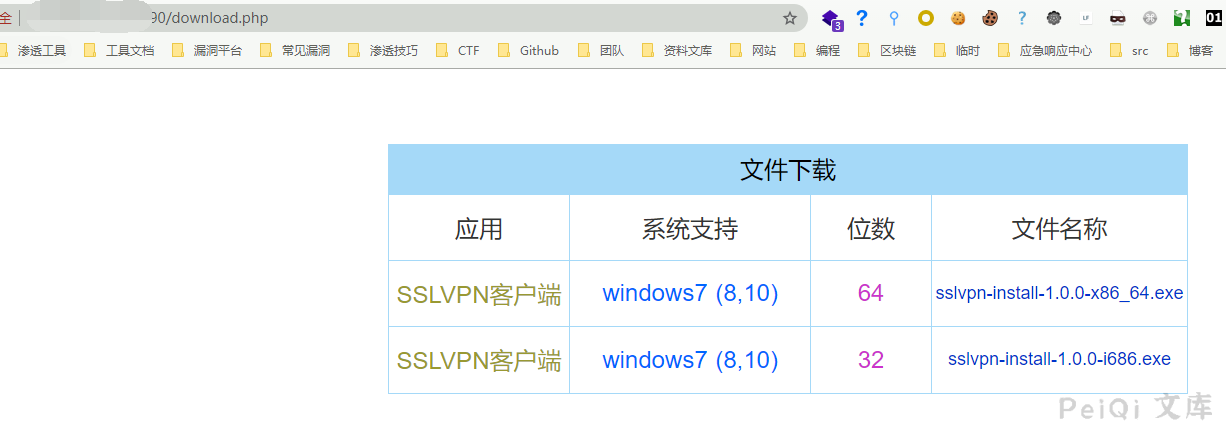 全 90/download.php 3 LF 01
渗透工具 工具文档 漏洞平台 常见漏洞 渗透技巧 CTF Github 团队 资料文库 网站 编程 区块链 临时 应急响应中心 src 博客
文件下载
应用 系统支持 位数 文件名称
SSLVPN客户端 windows7 (8,10) 64 sslvpn-install-1.0.0-x86_64.exe
SSLVPN客户端 windows7 (8,10) 32 sslvpn-install-1.0.0-i686.exe
PeiQi 文库